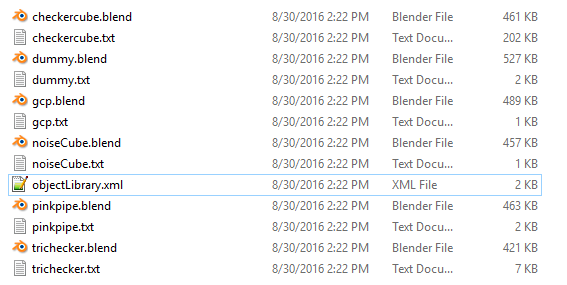 checkercube.blend 8/30/2016 2:22 PM Blender File 461 KB
checkercube.txt 8/30/2016 2:22 PM Text Docu... 202 KB
dummy.blend 8/30/2016 2:22 PM Blender File 527 KB
dummy.txt 8/30/2016 2:22 PM Text Docu... 2 KB
gcp.blend 8/30/2016 2:22 PM Blender File 489 KB
gcp.txt 8/30/2016 2:22 PM Text Docu... 1 KB
noiseCube.blend 8/30/2016 2:22 PM Blender File 457 KB
noiseCube.txt 8/30/2016 2:22 PM Text Docu... 1 KB
objectLibrary.xml 8/30/2016 2:22 PM XML File 2 KB
pinkpipe.blend 8/30/2016 2:22 PM Blender File 463 KB
pinkpipe.txt 8/30/2016 2:22 PM Text Docu... 2 KB
trichecker.blend 8/30/2016 2:22 PM Blender File 421 KB
trichecker.txt 8/30/2016 2:22 PM Text Docu... 7 KB